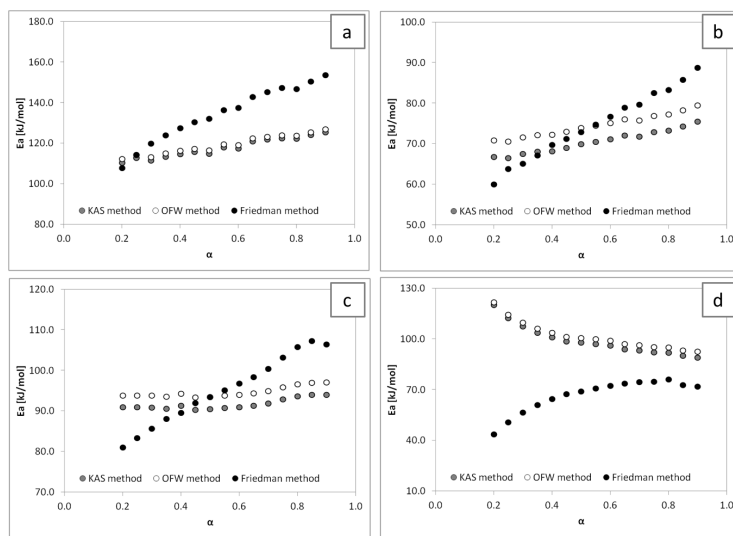 a
160.0
140.0
120.0
100.0
80.0
Ea [kJ/mol]
KAS method OFW method Friedman method
0.0 0.2 0.4 0.6 0.8 1.0
α
b
100.0
90.0
80.0
70.0
60.0
50.0
Ea [kJ/mol]
KAS method OFW method Friedman method
0.0 0.2 0.4 0.6 0.8 1.0
α
c
120.0
110.0
100.0
90.0
80.0
70.0
Ea [kJ/mol]
KAS method OFW method Friedman method
0.0 0.2 0.4 0.6 0.8 1.0
α
d
130.0
100.0
70.0
40.0
10.0
Ea [kJ/mol]
KAS method OFW method Friedman method
0.0 0.2 0.4 0.6 0.8 1.0
α